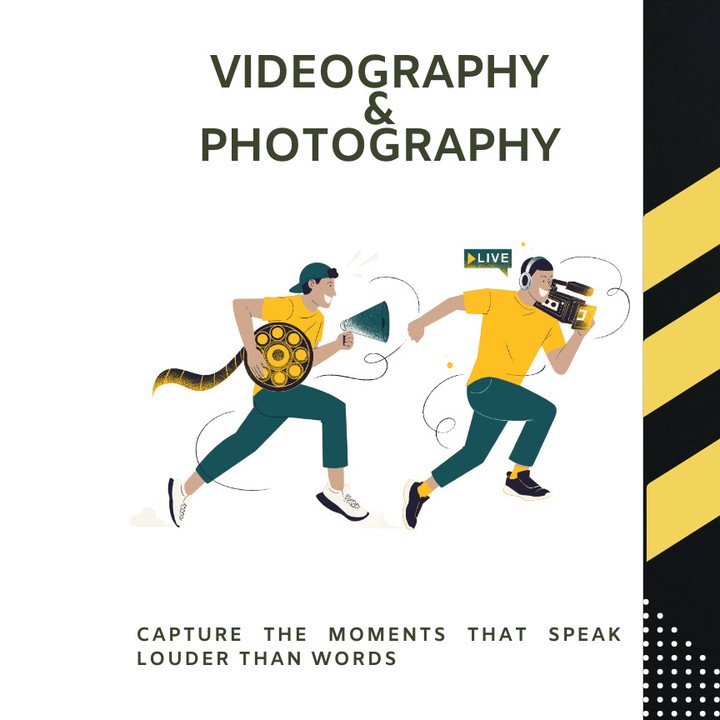 VIDEOGRAPHY
&
PHOTOGRAPHY
LIVE
CAPTURE THE MOMENTS THAT SPEAK
LOUDER THAN WORDS